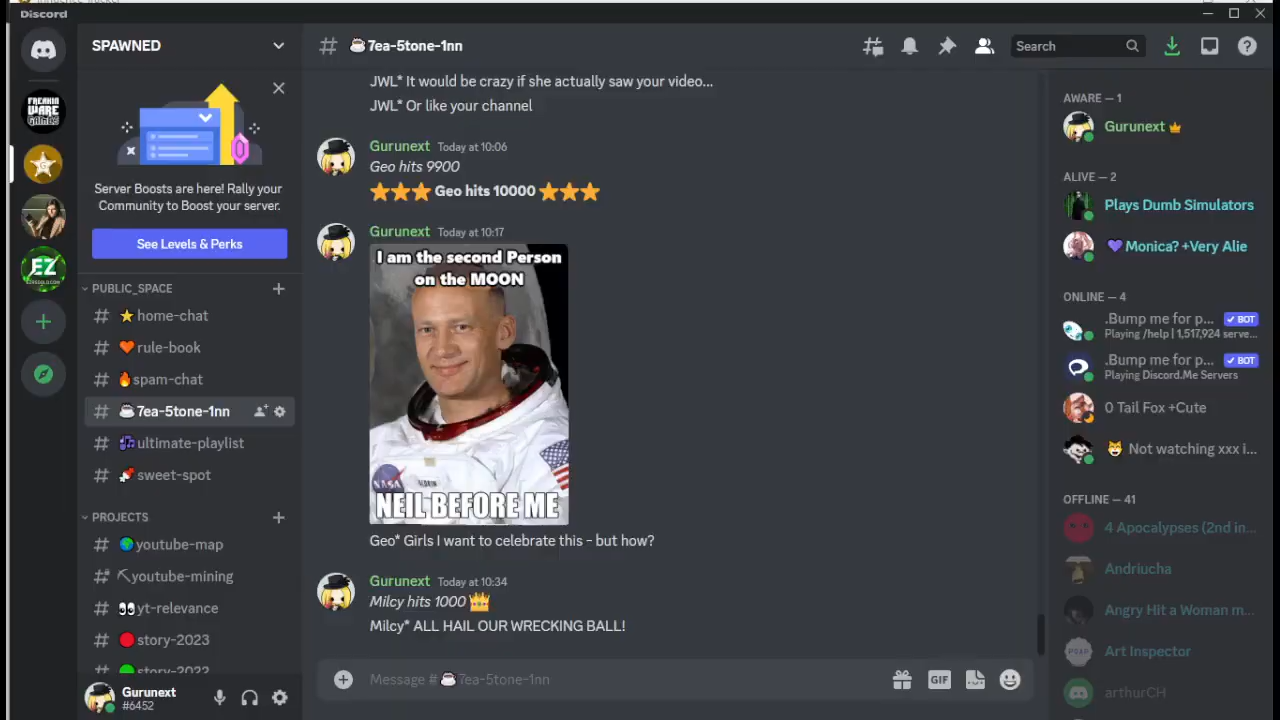 Discord
SPAWNED
Server Boosts are here! Rally your
Community to Boost your server.
See Levels & Perks
PUBLIC_SPACE
# ⭐home-chat
# 🧡rule-book
# 🔥spam-chat
# ☕7ea-5tone-1nn
# 🎶ultimate-playlist
# 🍬sweet-spot
PROJECTS
# 🌍youtube-map
# ⛏youtube-mining
# 👀yt-relevance
# 🔴story-2023
# 🟢story-2022
Gurunext
#6452
FREAKIN
WARE
GAMES
EZ
# ☕7ea-5tone-1nn
Search
JWL* It would be crazy if she actually saw your video...
JWL* Or like your channel
Gurunext Today at 10:06
Geo hits 9900
⭐⭐⭐ Geo hits 10000 ⭐⭐⭐
Gurunext Today at 10:17
I am the second Person
on the MOON
NASA
NEIL BEFORE ME
Geo* Girls I want to celebrate this - but how?
Gurunext Today at 10:34
Milcy hits 1000 👑
Milcy* ALL HAIL OUR WRECKING BALL!
Message #☕7ea-5tone-1nn
GIF
AWARE — 1
Gurunext
ALIVE — 2
Plays Dumb Simulators
💜Monica? +Very Alie
ONLINE — 4
.Bump me for p... ✓ BOT
Playing /help | 1,517,924 serve...
.Bump me for p... ✓ BOT
Playing Discord.Me Servers
0 Tail Fox +Cute
😼 Not watching xxx i...
OFFLINE — 41
4 Apocalypses (2nd in...
Andriucha
Angry Hit a Woman m...
Art Inspector
arthurCH